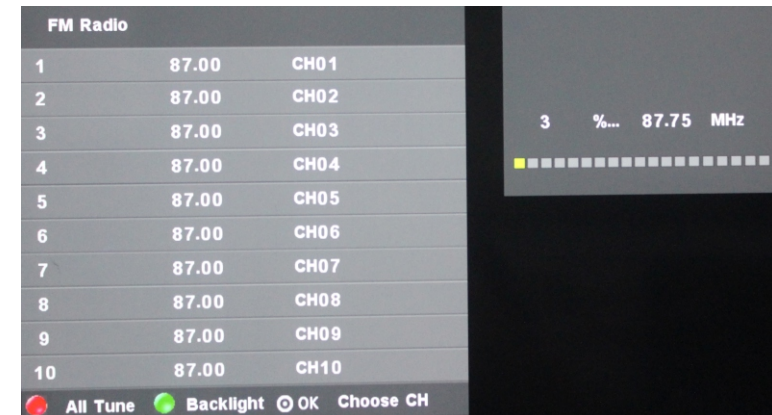 FM Radio
1 87.00 CH01
2 87.00 CH02
3 87.00 CH03
4 87.00 CH04
5 87.00 CH05
6 87.00 CH06
7 87.00 CH07
8 87.00 CH08
9 87.00 CH09
10 87.00 CH10
All Tune Backlight OK Choose CH
3 %... 87.75 MHz